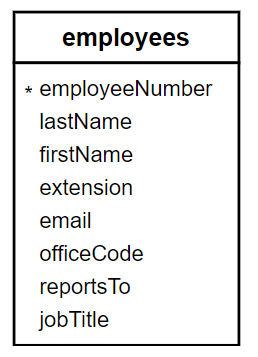 employees
* employeeNumber
lastName
firstName
extension
email
officeCode
reportsTo
jobTitle